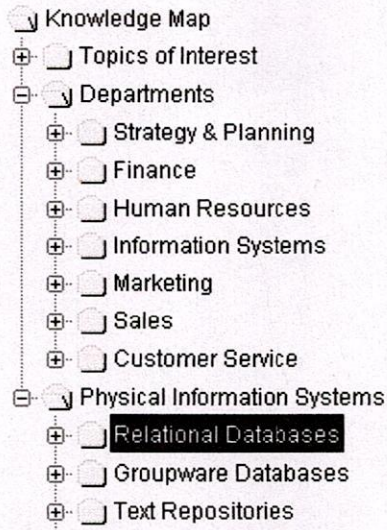 Knowledge Map
Topics of Interest
Departments
Strategy & Planning
Finance
Human Resources
Information Systems
Marketing
Sales
Customer Service
Physical Information Systems
Relational Databases
Groupware Databases
Text Repositories